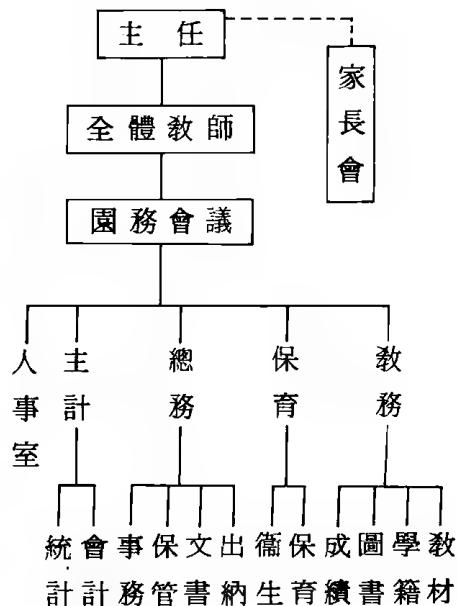 主任
家長會
全體教師
園務會議
人事室
主計
總務
保育
教務
統計
會計
事務
保管
文書
出納
衞生
保育
成績
圖書
學籍
教材